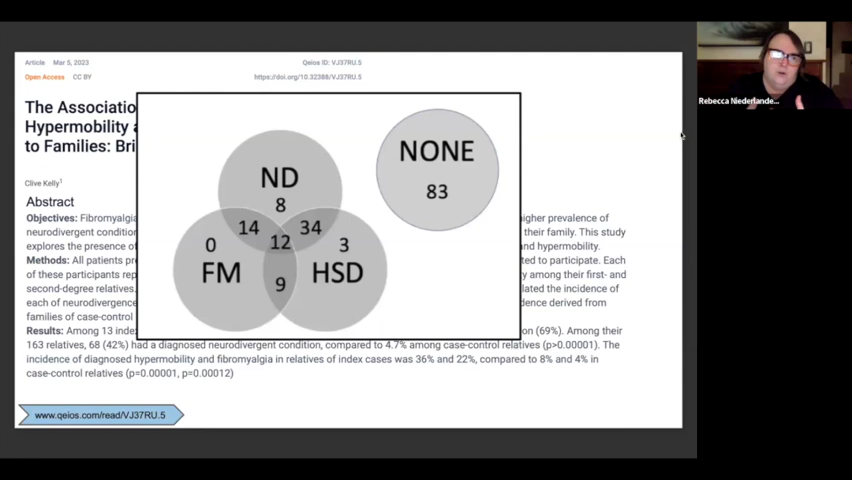 Article Mar 5, 2023 Qeios ID: VJ37RU.5
Open Access CC BY https://doi.org/10.32388/VJ37RU.5
The Associatio
Hypermobility a
to Families: Bri
Clive Kelly1
Abstract
Objectives: Fibromyalgia higher prevalence of
neurodivergent condition their family. This study
explores the presence of and hypermobility.
Methods: All patients pr ted to participate. Each
of these participants rep y among their first- and
second-degree relatives. lated the incidence of
each of neurodivergence dence derived from
families of case-control
Results: Among 13 index on (69%). Among their
163 relatives, 68 (42%) had a diagnosed neurodivergent condition, compared to 4.7% among case-control relatives (p>0.00001). The
incidence of diagnosed hypermobility and fibromyalgia in relatives of index cases was 36% and 22%, compared to 8% and 4% in
case-control relatives (p=0.00001, p=0.00012)
www.qeios.com/read/VJ37RU.5
ND
8
14 34
12
0 3
FM HSD
9
NONE
83
Rebecca Niederlande...